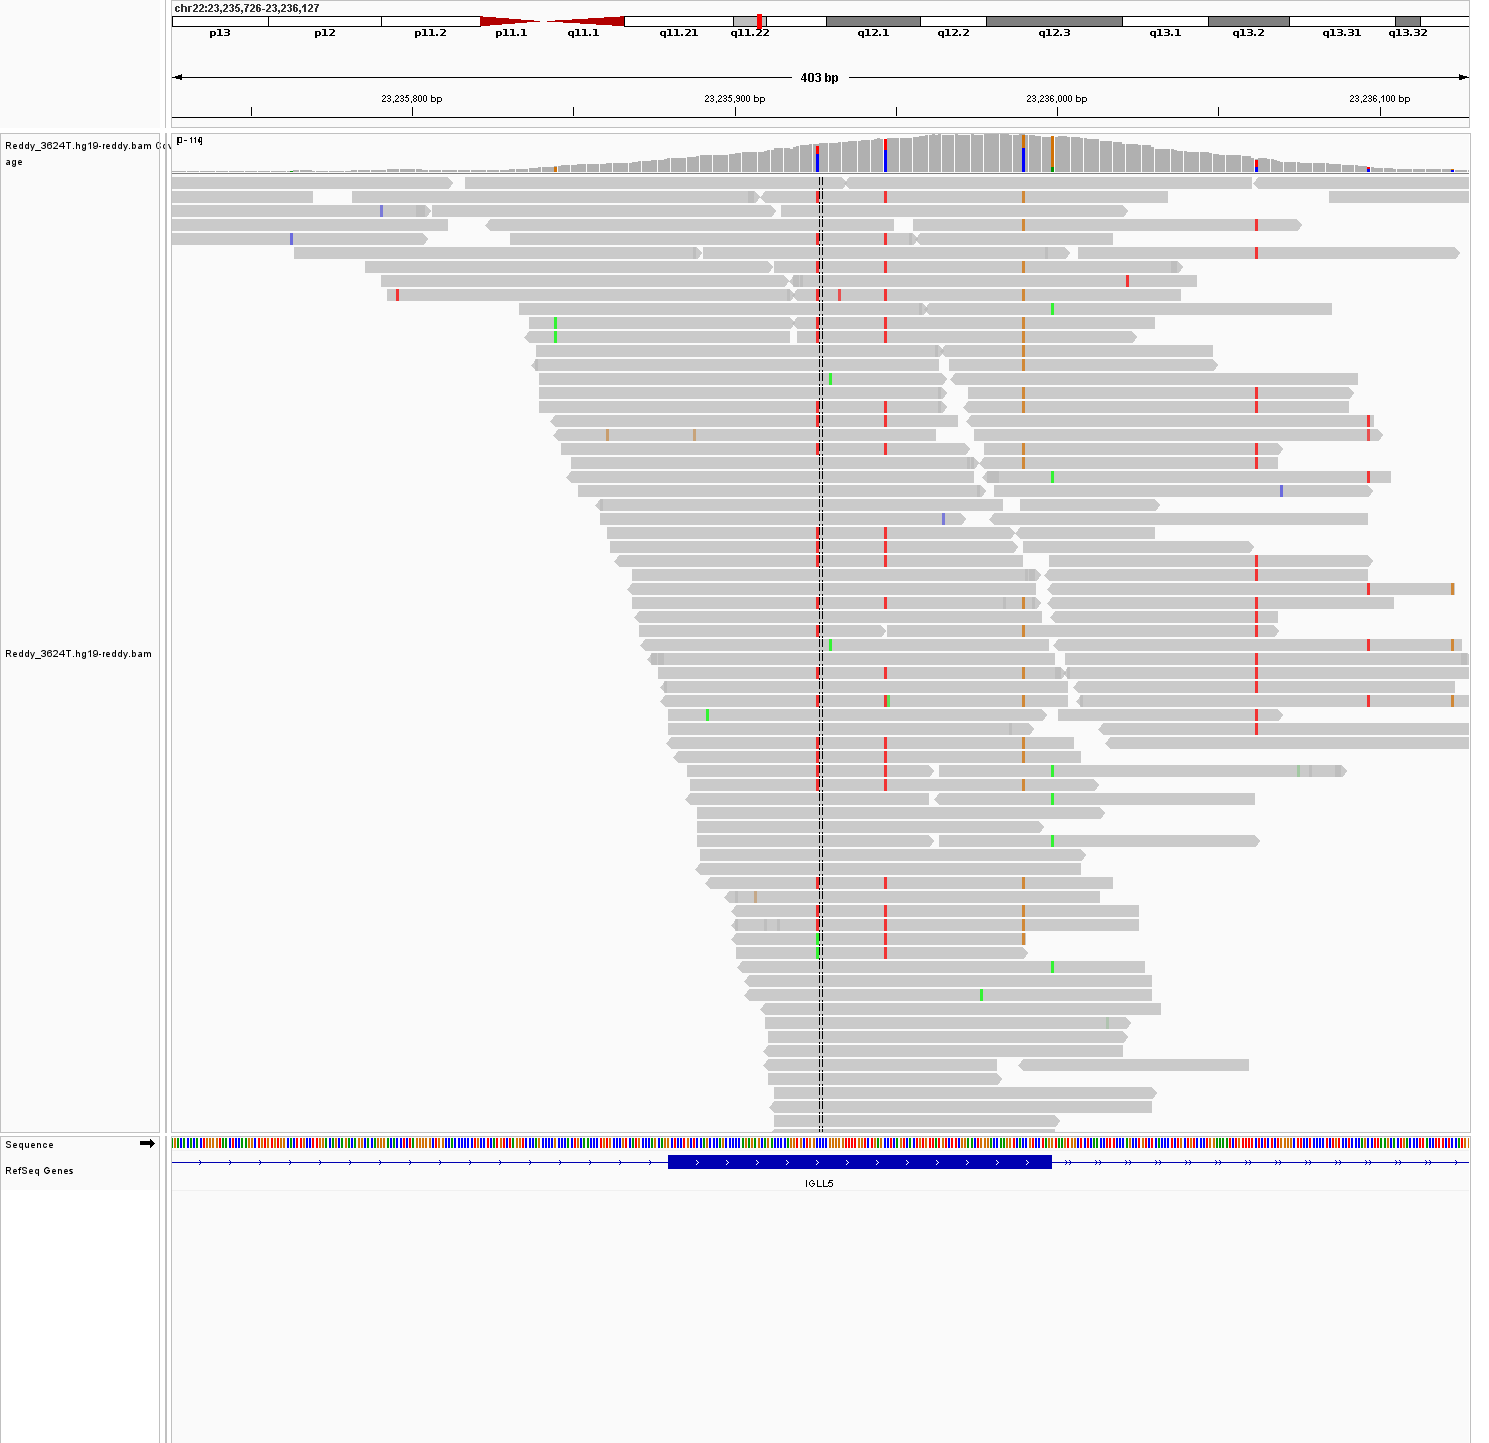 chr22:23,235,726-23,236,127
p13 p12 p11.2 p11.1 q11.1 q11.21 q11.22 q12.1 q12.2 q12.3 q13.1 q13.2 q13.31 q13.32
403 bp
23,235,800 bp 23,235,900 bp 23,236,000 bp 23,236,100 bp
Reddy_3624T.hg19-reddy.bam Cov
age
[0 - 114]
Reddy_3624T.hg19-reddy.bam
Sequence
RefSeq Genes
IGLL5